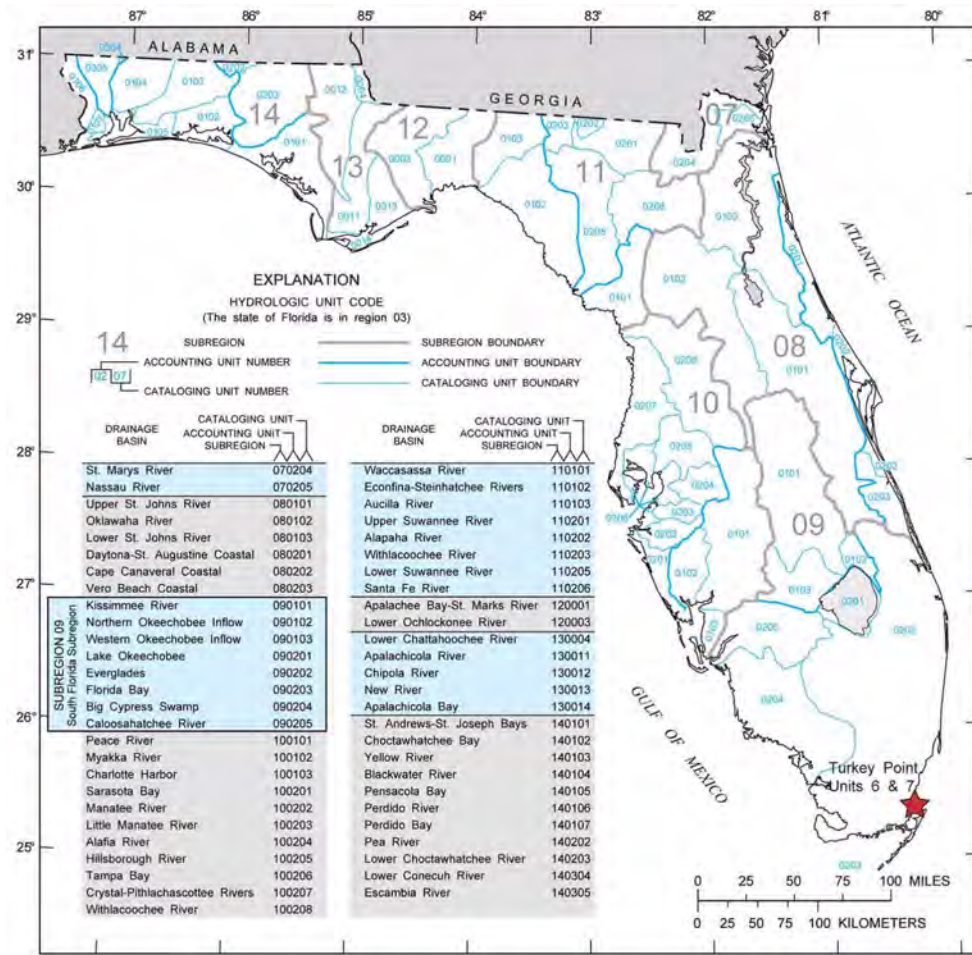 87° 86° 85° 84° 83° 82° 81° 80°
31°
30°
29°
28°
27°
26°
25°
ALABAMA
GEORGIA
ATLANTIC OCEAN
GULF OF MEXICO
07
08
09
10
11
12
13
14
EXPLANATION
HYDROLOGIC UNIT CODE
(The state of Florida is in region 03)
14 SUBREGION
ACCOUNTING UNIT NUMBER
02 07
CATALOGING UNIT NUMBER
SUBREGION BOUNDARY
ACCOUNTING UNIT BOUNDARY
CATALOGING UNIT BOUNDARY
DRAINAGE BASIN
CATALOGING UNIT
ACCOUNTING UNIT
SUBREGION
St. Marys River 070204
Nassau River 070205
Upper St. Johns River 080101
Oklawaha River 080102
Lower St. Johns River 080103
Daytona-St. Augustine Coastal 080201
Cape Canaveral Coastal 080202
Vero Beach Coastal 080203
SUBREGION 09
South Florida Subregion
Kissimmee River 090101
Northern Okeechobee Inflow 090102
Western Okeechobee Inflow 090103
Lake Okeechobee 090201
Everglades 090202
Florida Bay 090203
Big Cypress Swamp 090204
Caloosahatchee River 090205
Peace River 100101
Myakka River 100102
Charlotte Harbor 100103
Sarasota Bay 100201
Manatee River 100202
Little Manatee River 100203
Alafia River 100204
Hillsborough River 100205
Tampa Bay 100206
Crystal-Pithlachascottee Rivers 100207
Withlacoochee River 100208
DRAINAGE BASIN
CATALOGING UNIT
ACCOUNTING UNIT
SUBREGION
Waccasassa River 110101
Econfina-Steinhatchee Rivers 110102
Aucilla River 110103
Upper Suwannee River 110201
Alapaha River 110202
Withlacoochee River 110203
Lower Suwannee River 110205
Santa Fe River 110206
Apalachee Bay-St. Marks River 120001
Lower Ochlockonee River 120003
Lower Chattahoochee River 130004
Apalachicola River 130011
Chipola River 130012
New River 130013
Apalachicola Bay 130014
St. Andrews-St. Joseph Bays 140101
Choctawhatchee Bay 140102
Yellow River 140103
Blackwater River 140104
Pensacola Bay 140105
Perdido River 140106
Perdido Bay 140107
Pea River 140202
Lower Choctawhatchee River 140203
Lower Conecuh River 140304
Escambia River 140305
Turkey Point
Units 6 & 7
0203
0 25 50 75 100 MILES
0 25 50 75 100 KILOMETERS